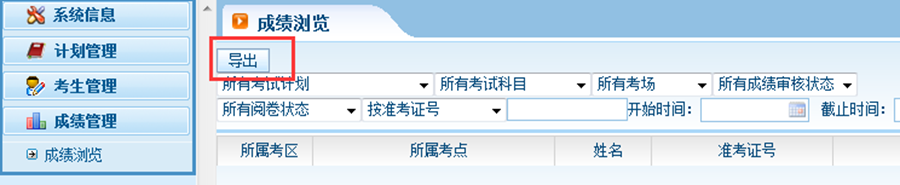 系统信息
计划管理
考生管理
成绩管理
成绩浏览
成绩浏览
导出
所有考试计划 所有考试科目 所有考场 所有成绩审核状态
所有阅卷状态 按准考证号 开始时间： 截止时间：
所属考区 所属考点 姓名 准考证号